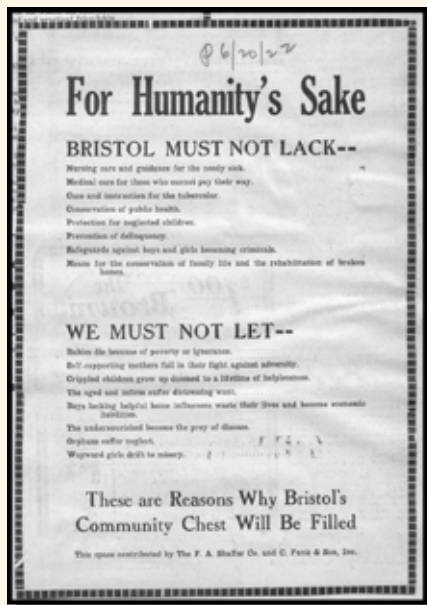 P 6/20/22
For Humanity's Sake
BRISTOL MUST NOT LACK--
Nursing care and guidance for the needy sick.
Medical care for those who cannot pay their way.
Care and instruction for the tubercular.
Conservation of public health.
Protection for neglected children.
Prevention of delinquency.
Safeguards against boys and girls becoming criminals.
Means for the conservation of family life and the rehabilitation of broken
homes.
WE MUST NOT LET--
Babies die because of poverty or ignorance.
Self-supporting mothers fail in their fight against adversity.
Crippled children grow up doomed to a lifetime of helplessness.
The aged and infirm suffer distressing want.
Boys lacking helpful home influences waste their lives and become economic
liabilities.
The undernourished become the prey of disease.
Orphans suffer neglect.
Wayward girls drift to misery.
These are Reasons Why Bristol's
Community Chest Will Be Filled
This space contributed by The F. A. Shaffer Co. and C. Funk & Son, Inc.